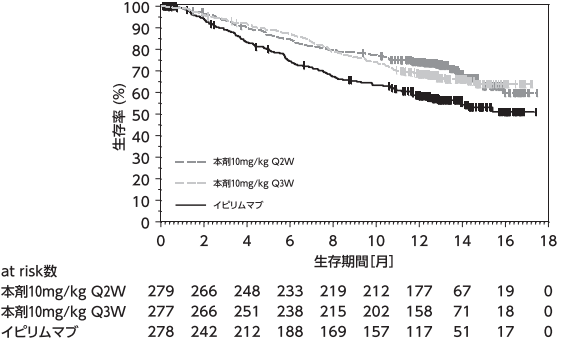 100
90
80
70
60
50
40
30
20
10
0
生存率 (%)
本剤10mg/kg Q2W
本剤10mg/kg Q3W
イピリムマブ
0 2 4 6 8 10 12 14 16 18
生存期間[月]
at risk数
本剤10mg/kg Q2W 279 266 248 233 219 212 177 67 19 0
本剤10mg/kg Q3W 277 266 251 238 215 202 158 71 18 0
イピリムマブ 278 242 212 188 169 157 117 51 17 0